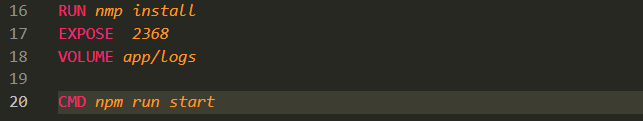 16 RUN nmp install
17 EXPOSE  2368
18 VOLUME app/logs
19
20 CMD npm run start